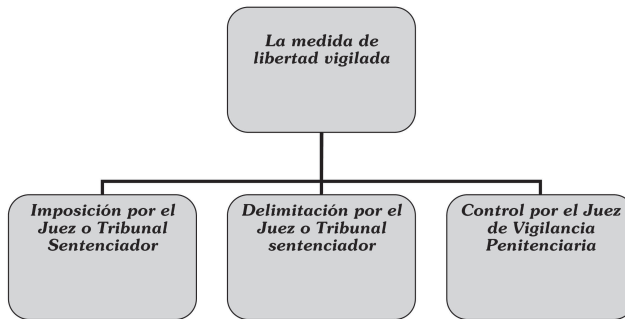 La medida de
libertad vigilada
Imposición por el
Juez o Tribunal
Sentenciador
Delimitación por el
Juez o Tribunal
sentenciador
Control por el Juez
de Vigilancia
Penitenciaria